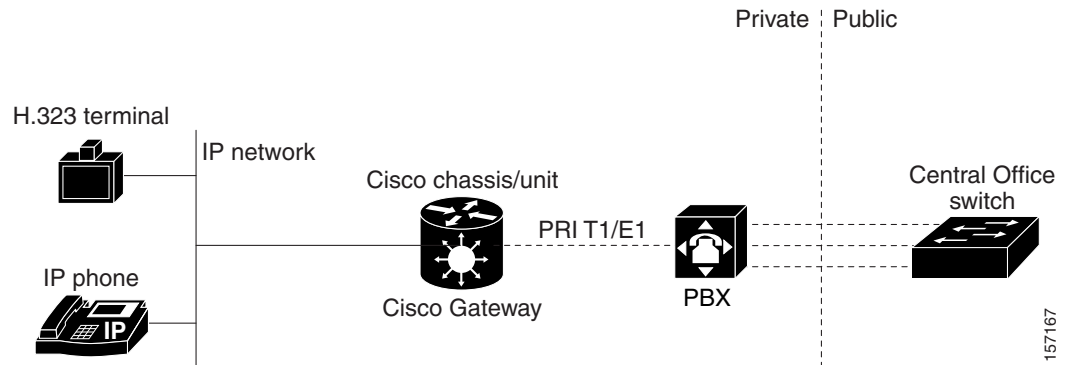 Private
Public
H.323 terminal
IP network
Cisco chassis/unit
Central Office
switch
PRI T1/E1
IP phone
IP
Cisco Gateway
PBX
157167